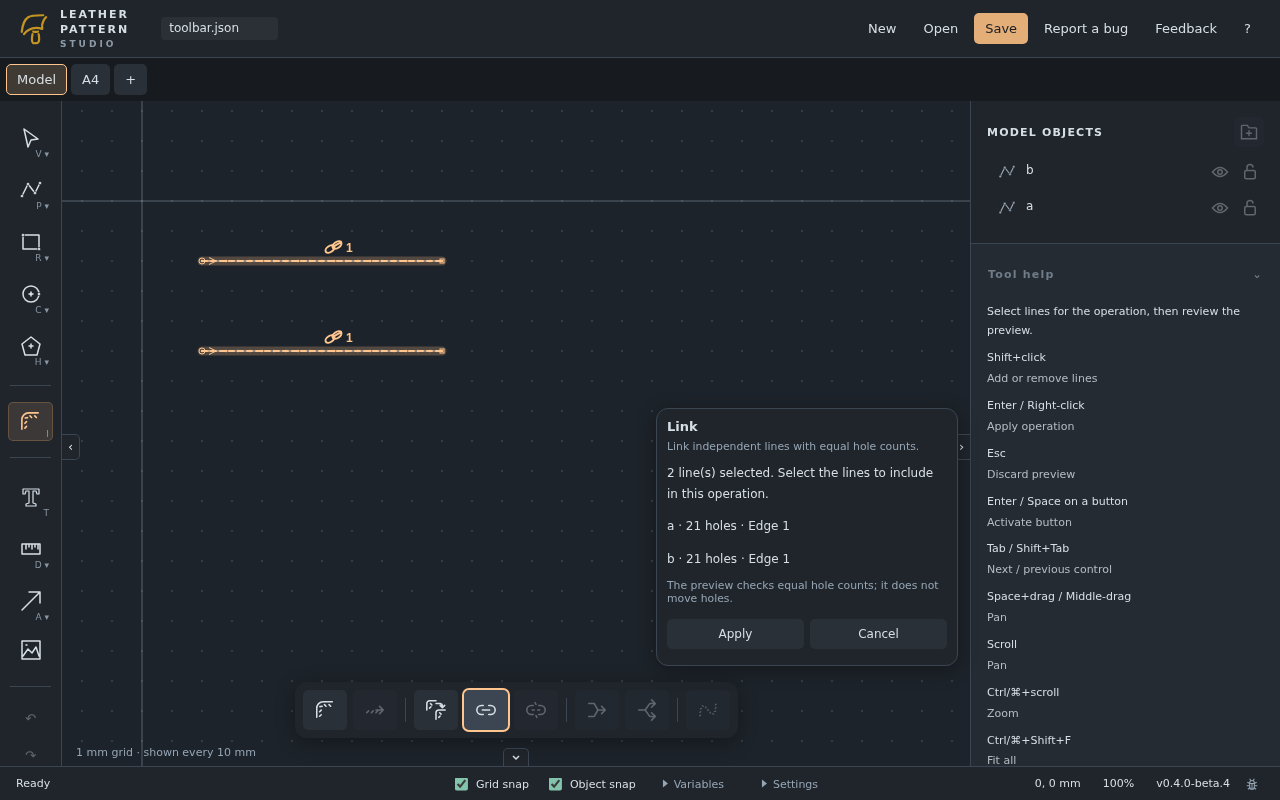 LEATHER
PATTERN
STUDIO
toolbar.json
New
Open
Save
Report a bug
Feedback
?
Model
A4
+
V ▾
P ▾
R ▾
C ▾
H ▾
I
T
D ▾
A ▾
1
1
MODEL OBJECTS
b
a
Tool help
Select lines for the operation, then review the
preview.
Shift+click
Add or remove lines
Enter / Right-click
Apply operation
Esc
Discard preview
Enter / Space on a button
Activate button
Tab / Shift+Tab
Next / previous control
Space+drag / Middle-drag
Pan
Scroll
Pan
Ctrl/⌘+scroll
Zoom
Ctrl/⌘+Shift+F
Fit all
Link
Link independent lines with equal hole counts.
2 line(s) selected. Select the lines to include
in this operation.
a · 21 holes · Edge 1
b · 21 holes · Edge 1
The preview checks equal hole counts; it does not
move holes.
Apply
Cancel
1 mm grid · shown every 10 mm
Ready
Grid snap
Object snap
Variables
Settings
0, 0 mm
100%
v0.4.0-beta.4